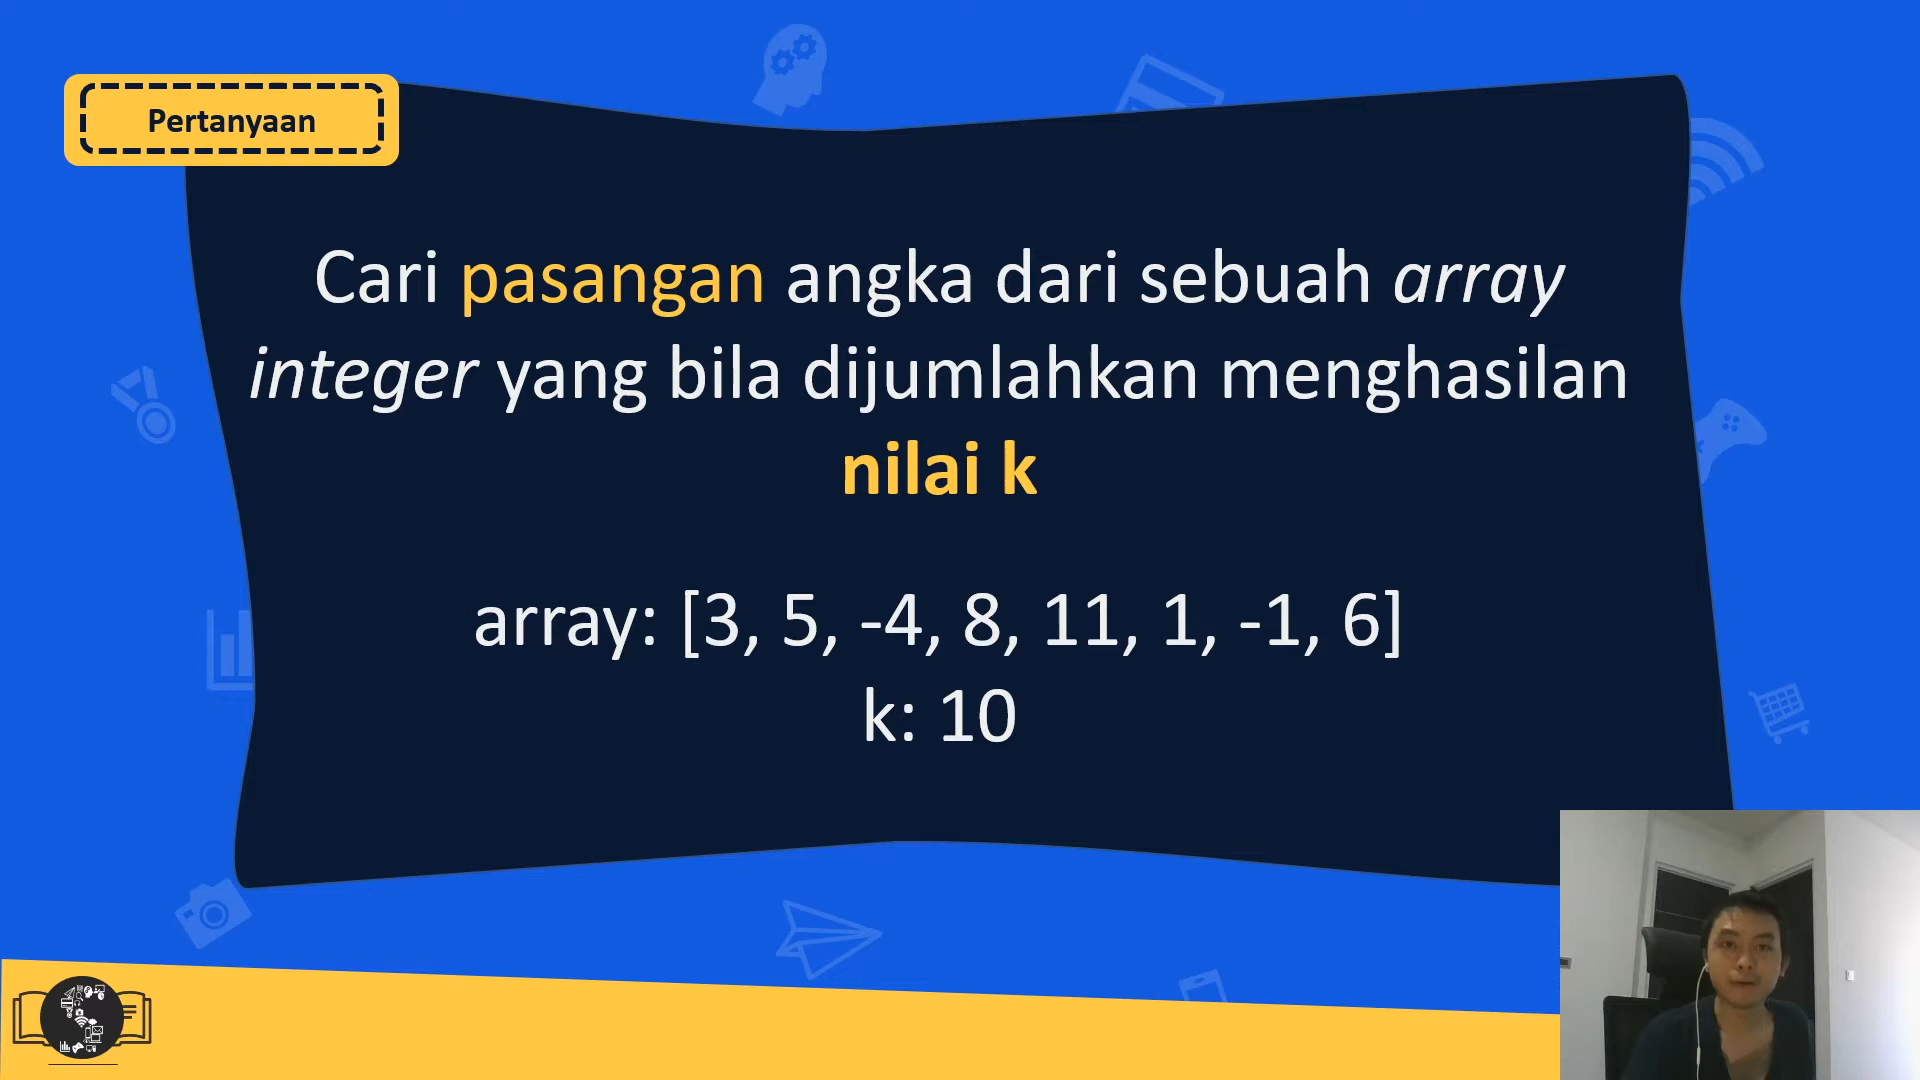 Pertanyaan
Cari pasangan angka dari sebuah array
integer yang bila dijumlahkan menghasilan
nilai k
array: [3, 5, -4, 8, 11, 1, -1, 6]
k: 10